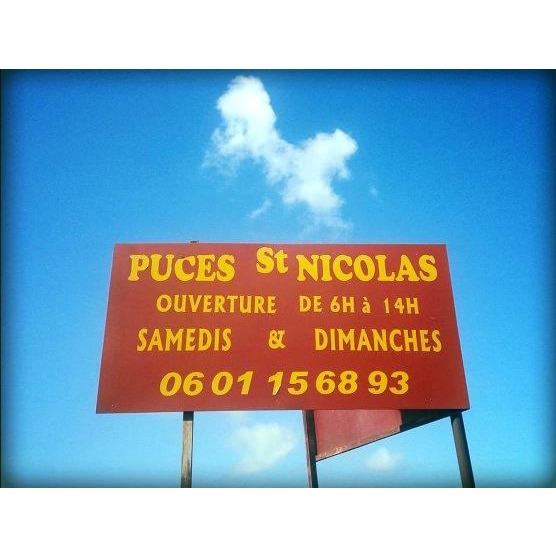 PUCES St NICOLAS
OUVERTURE DE 6H à 14H
SAMEDIS & DIMANCHES
06 01 15 68 93